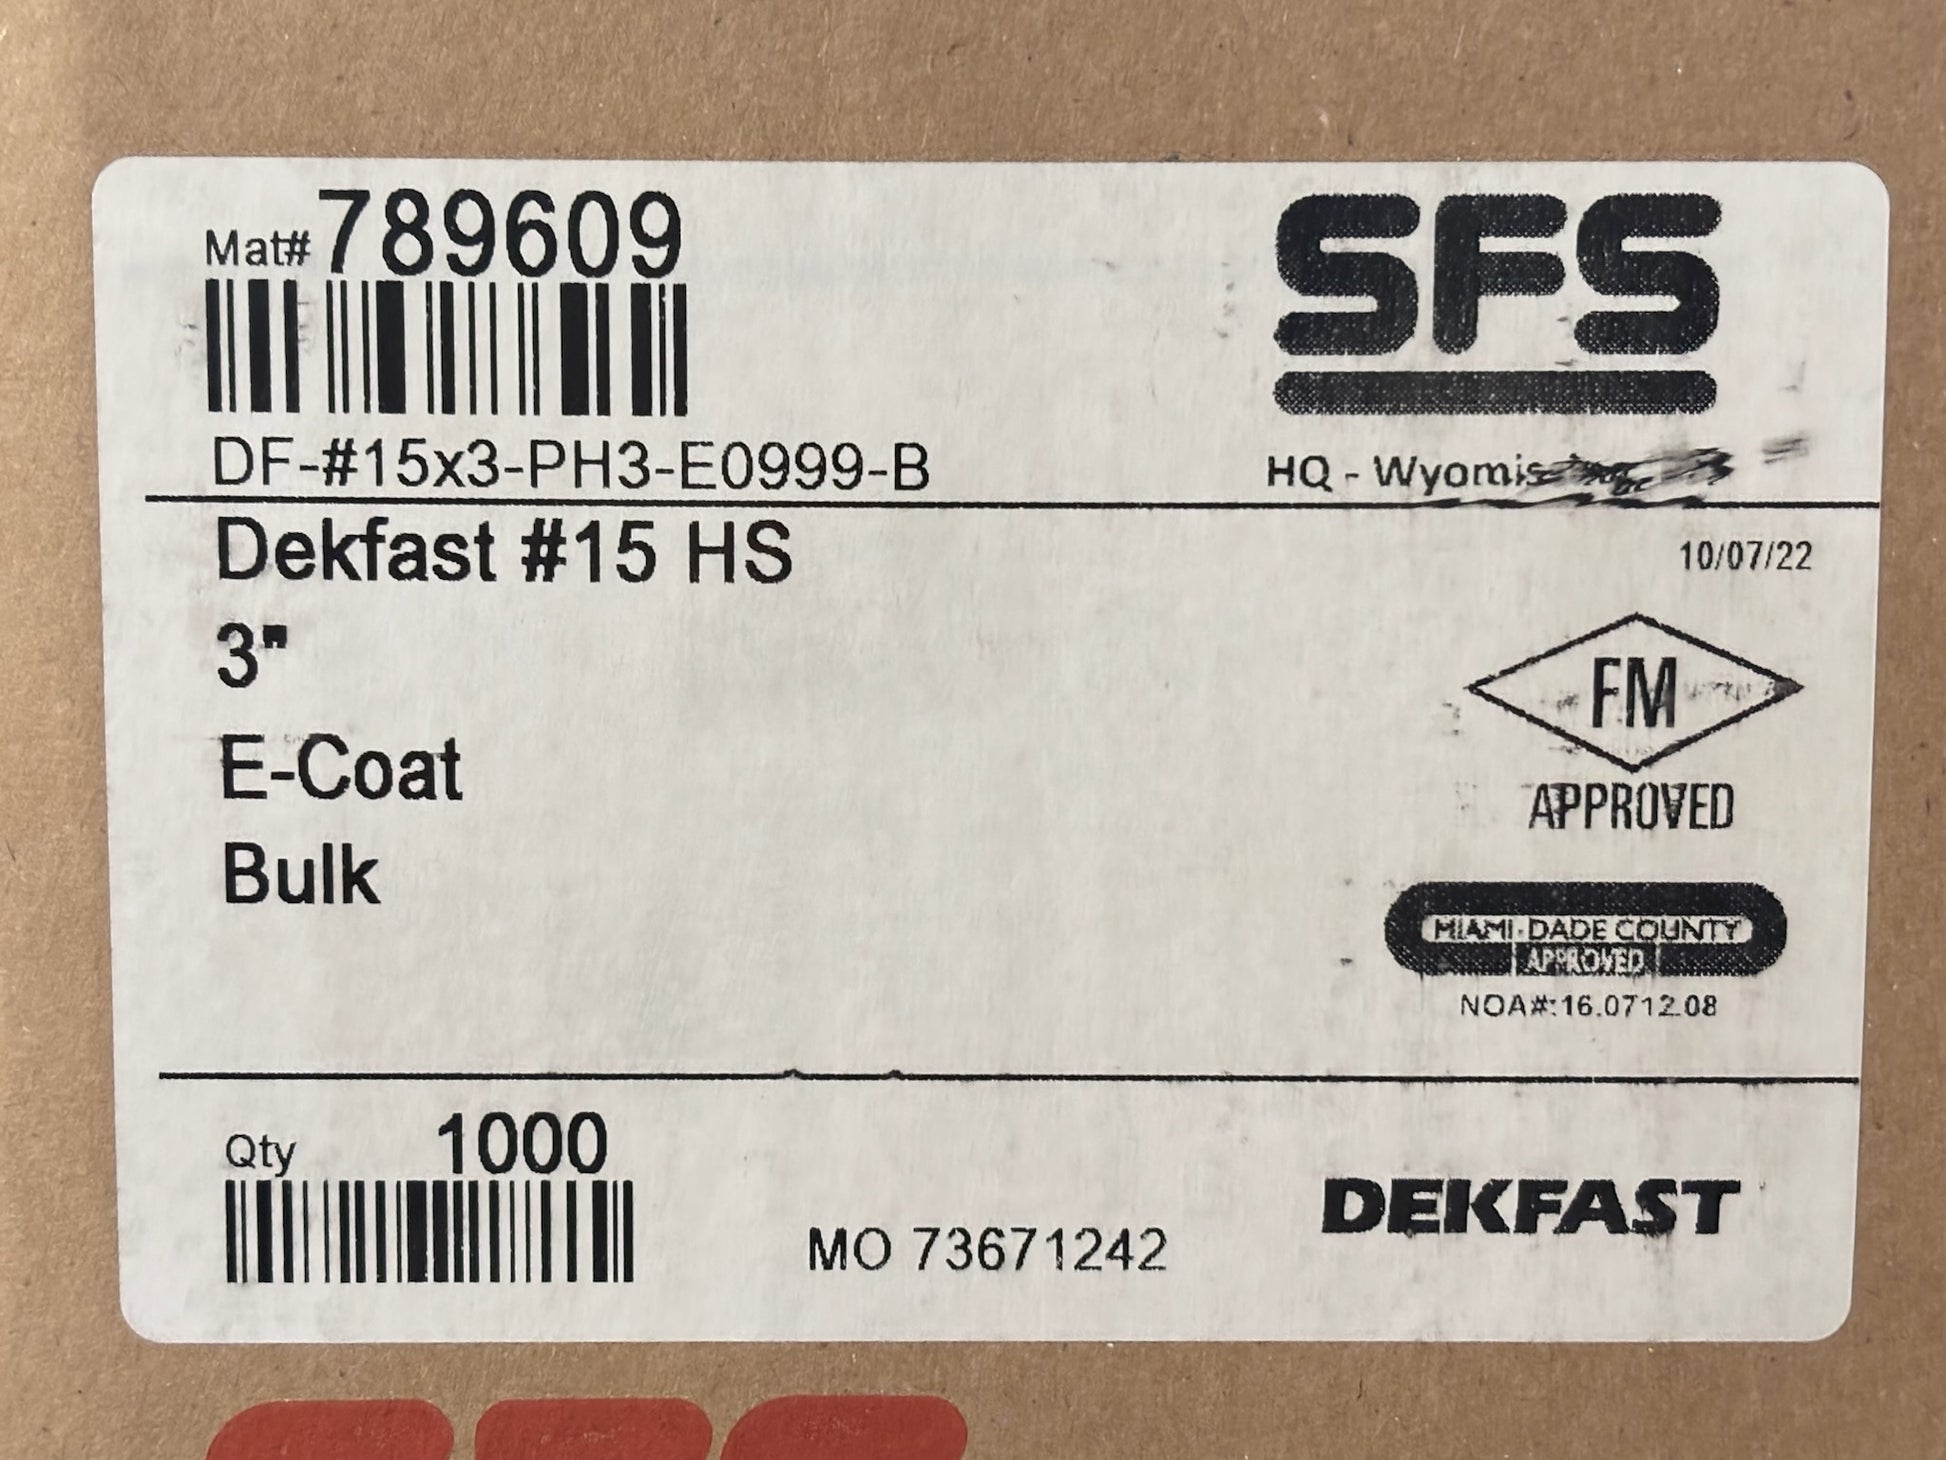 Mat# 789609
SFS
DF-#15x3-PH3-E0999-B
HQ -
Dekfast #15 HS
10/07/22
3"
FM
APPROVED
E-Coat
Bulk
MIAMI-DADE COUNTY
APPROVED
NOA#:16.0712.08
Qty 1000
MO 73671242
DEKFAST